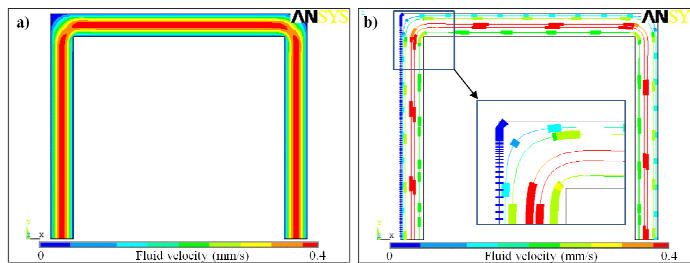 a)
ANSYS
X
0
Fluid velocity (mm/s)
0.4
b)
ANSYS
X
0
Fluid velocity (mm/s)
0.4